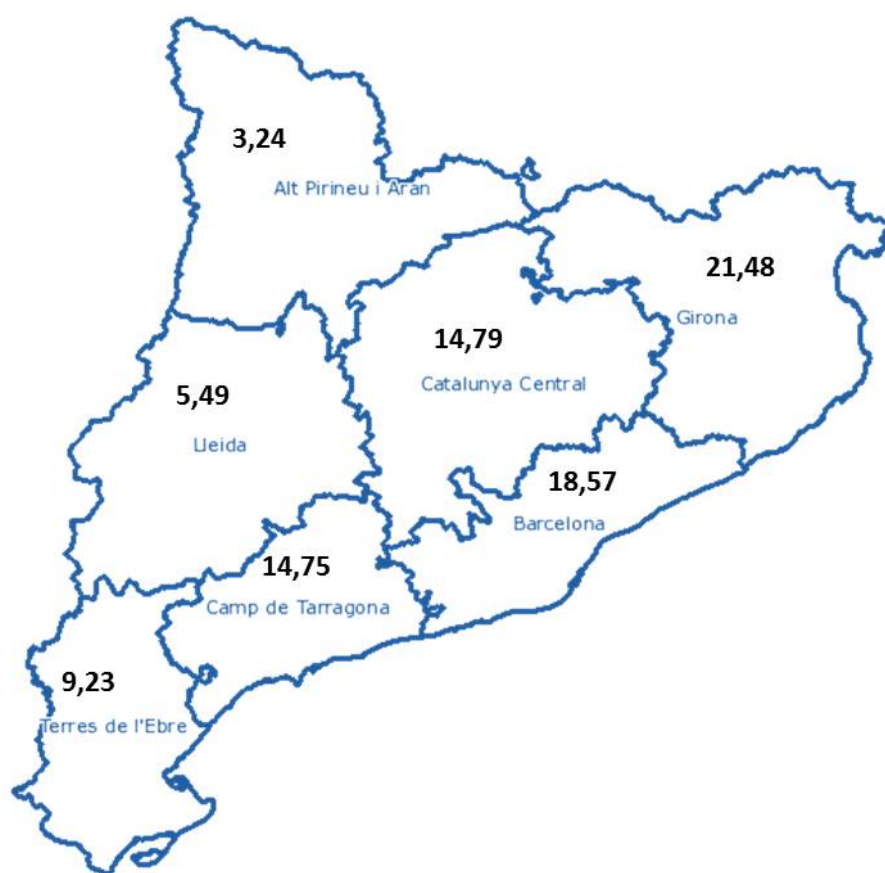 3,24
Alt Pirineu i Aran
21,48
Girona
14,79
Catalunya Central
5,49
Lleida
18,57
Barcelona
14,75
Camp de Tarragona
9,23
Terres de l'Ebre